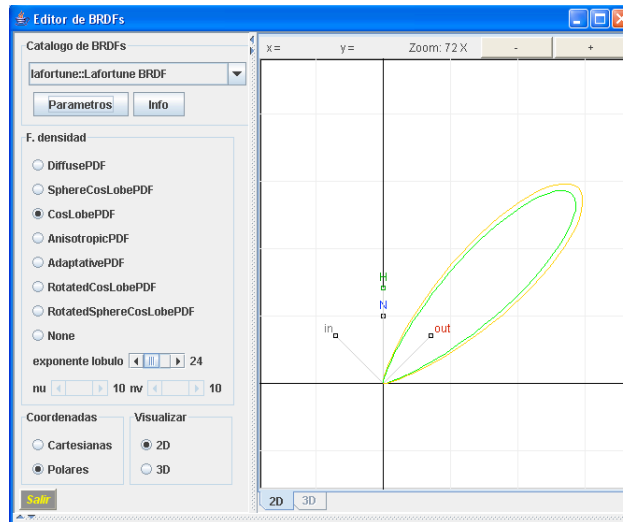 Editor de BRDFs
Catalogo de BRDFs
lafortune::Lafortune BRDF
Parametros Info
F. densidad
DiffusePDF
SphereCosLobePDF
CosLobePDF
AnisotropicPDF
AdaptativePDF
RotatedCosLobePDF
RotatedSphereCosLobePDF
None
exponente lobulo 24
nu 10 nv 10
Coordenadas Visualizar
Cartesianas 2D
Polares 3D
Salir
x = y = Zoom: 72 X - +
H
N
in out
2D 3D